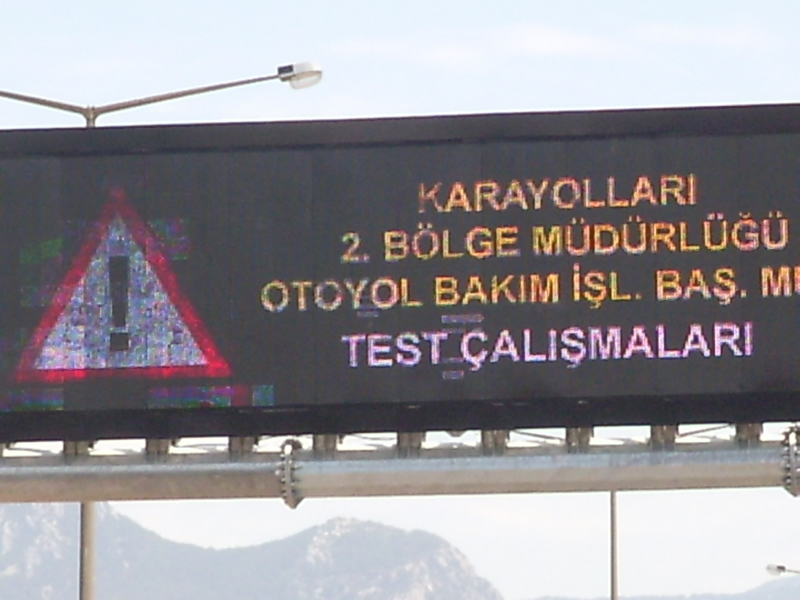 KARAYOLLARI
2. BÖLGE MÜDÜRLÜĞÜ
OTOYOL BAKIM İŞL. BAŞ.
TEST ÇALIŞMALARI